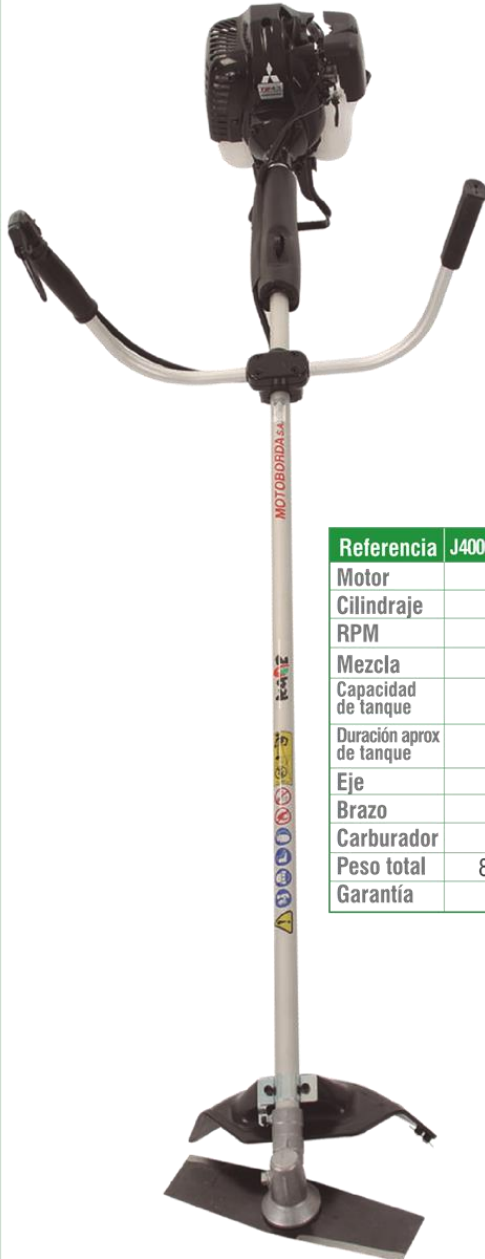 MOTOBORDA S.A.
Referencia J400
Motor
Cilindraje
RPM
Mezcla
Capacidad
de tanque
Duración aprox
de tanque
Eje
Brazo
Carburador
Peso total 8
Garantía